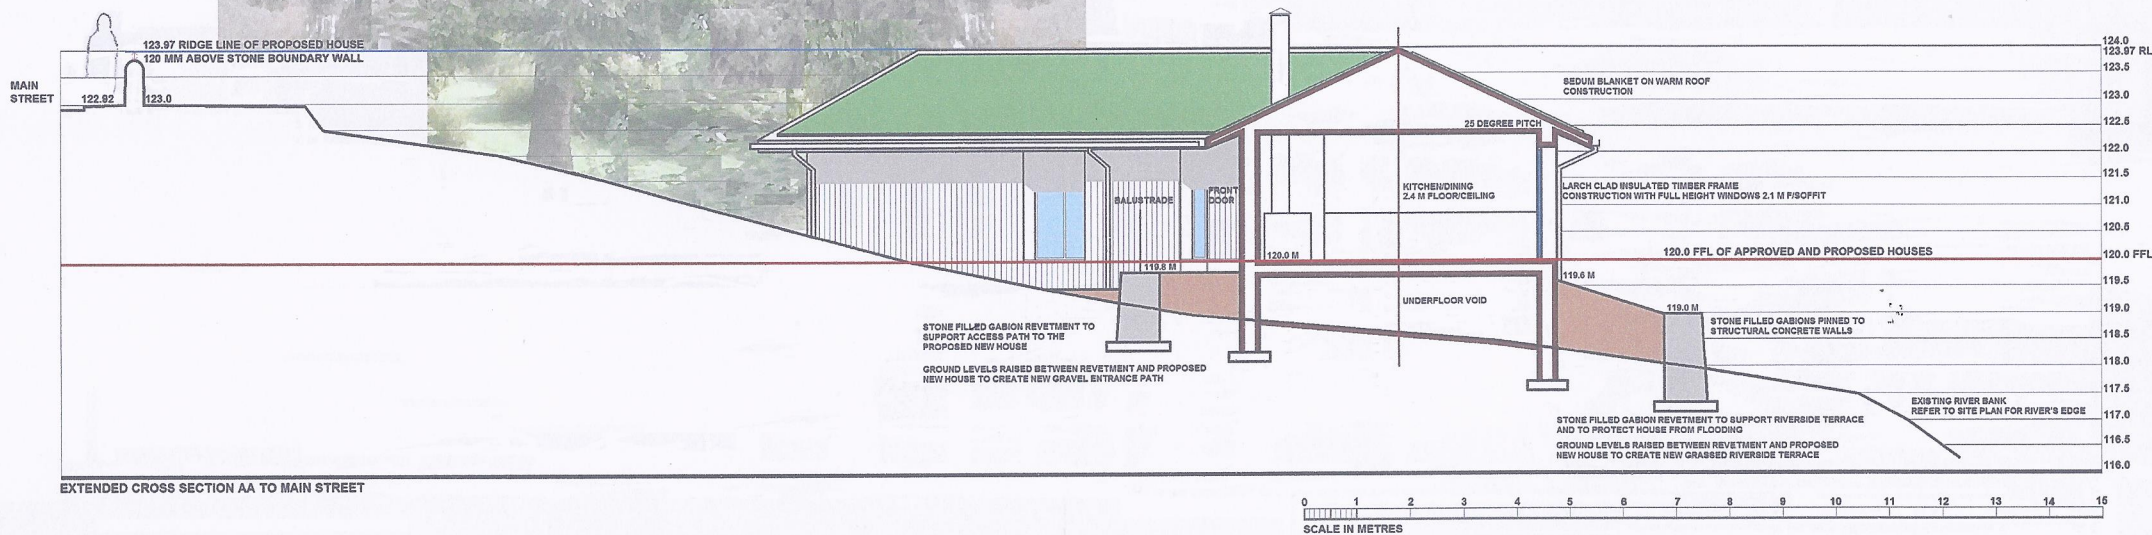 123.97 RIDGE LINE OF PROPOSED HOUSE
120 MM ABOVE STONE BOUNDARY WALL
MAIN
STREET
122.92
123.0
124.0
123.97 RL
123.5
123.0
122.5
122.0
121.5
121.0
120.5
120.0 FFL
119.5
119.0
118.5
118.0
117.5
117.0
116.5
116.0
SEDUM BLANKET ON WARM ROOF
CONSTRUCTION
25 DEGREE PITCH
KITCHEN/DINING
2.4 M FLOOR/CEILING
LARCH CLAD INSULATED TIMBER FRAME
CONSTRUCTION WITH FULL HEIGHT WINDOWS 2.1 M F/SOFFIT
BALUSTRADE
FRONT
DOOR
120.0 FFL OF APPROVED AND PROPOSED HOUSES
120.0 M
119.8 M
119.6 M
UNDERFLOOR VOID
119.0 M
STONE FILLED GABIONS PINNED TO
STRUCTURAL CONCRETE WALLS
STONE FILLED GABION REVETMENT TO
SUPPORT ACCESS PATH TO THE
PROPOSED NEW HOUSE
GROUND LEVELS RAISED BETWEEN REVETMENT AND PROPOSED
NEW HOUSE TO CREATE NEW GRAVEL ENTRANCE PATH
EXISTING RIVER BANK
REFER TO SITE PLAN FOR RIVER'S EDGE
STONE FILLED GABION REVETMENT TO SUPPORT RIVERSIDE TERRACE
AND TO PROTECT HOUSE FROM FLOODING
GROUND LEVELS RAISED BETWEEN REVETMENT AND PROPOSED
NEW HOUSE TO CREATE NEW GRASSED RIVERSIDE TERRACE
EXTENDED CROSS SECTION AA TO MAIN STREET
0 1 2 3 4 5 6 7 8 9 10 11 12 13 14 15
SCALE IN METRES